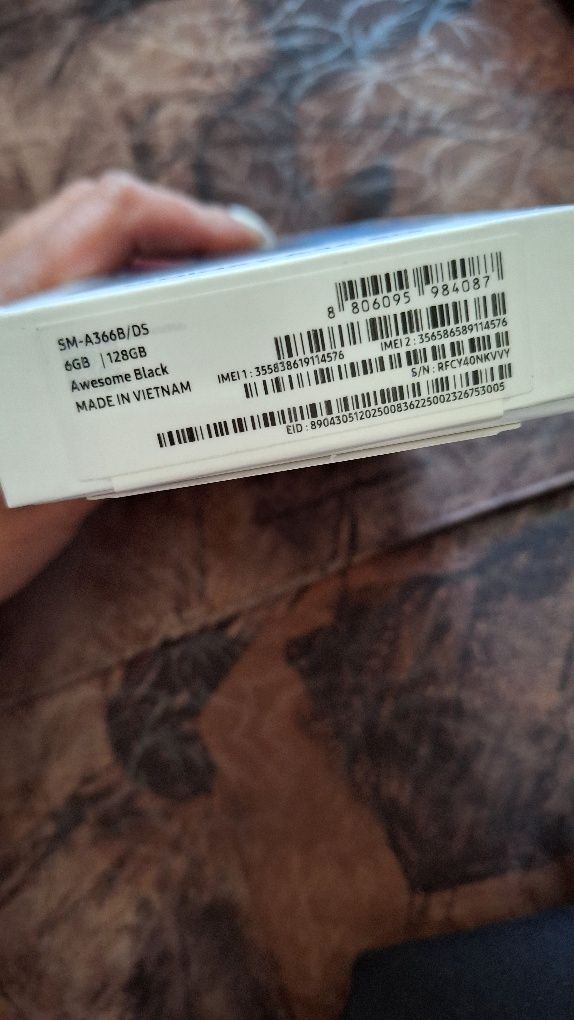 SM-A366B/DS
6GB | 128GB
Awesome Black
MADE IN VIETNAM
8 806095 984087
IMEI 1 : 355838619114576
IMEI 2 : 356586589114576
S/N : RFCY40NKVVY
EID : 89043051202500836225002326753005